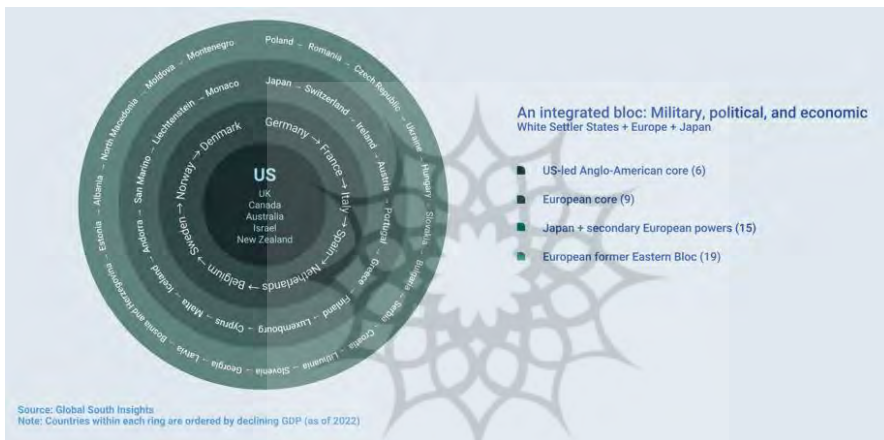 An integrated bloc: Military, political, and economic
White Settler States + Europe + Japan
US-led Anglo-American core (6)
European core (9)
Japan + secondary European powers (15)
European former Eastern Bloc (19)
US
UK
Canada
Australia
Israel
New Zealand
Germany → France → Italy → Spain → Netherlands → Belgium → Sweden → Norway → Denmark
Japan – Switzerland – Ireland – Austria – Portugal – Greece – Finland – Luxembourg – Cyprus – Malta – Iceland – Andorra – San Marino – Liechtenstein – Monaco
Poland – Romania – Czech Republic – Ukraine – Hungary – Slovakia – Bulgaria – Serbia – Croatia – Lithuania – Slovenia – Georgia – Latvia – Bosnia and Herzegovina – Estonia – Albania – North Macedonia – Moldova – Montenegro
Source: Global South Insights
Note: Countries within each ring are ordered by declining GDP (as of 2022)